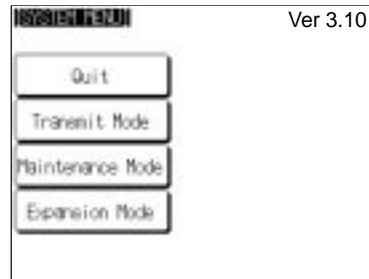 [SYSTEM MENU]
Ver 3.10
Quit
Transmit Mode
Maintenance Mode
Expansion Mode